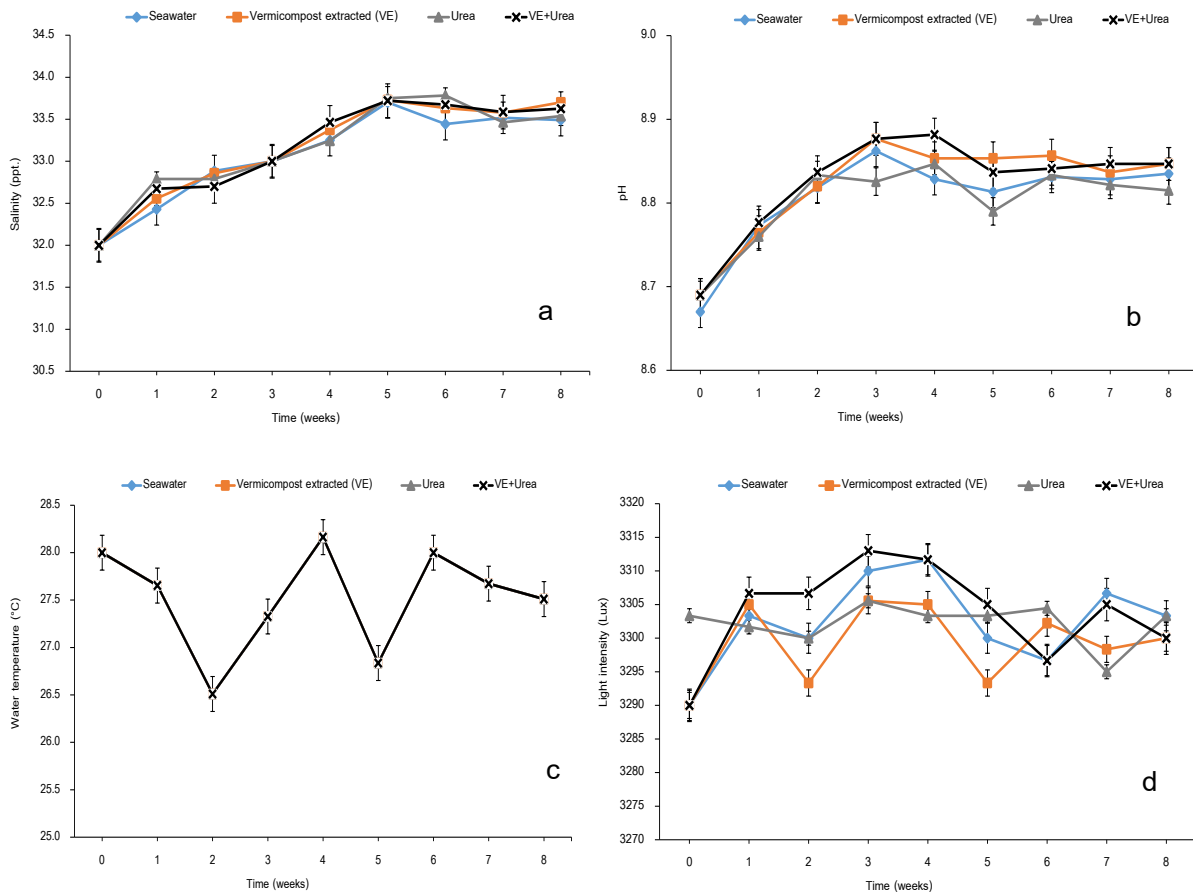 Seawater Vermicompost extracted (VE) Urea VE+Urea
34.5
34.0
33.5
33.0
32.5
32.0
31.5
31.0
30.5
Salinity (ppt.)
a
0 1 2 3 4 5 6 7 8
Time (weeks)
Seawater Vermicompost extracted (VE) Urea VE+Urea
9.0
8.9
8.8
8.7
8.6
pH
b
0 1 2 3 4 5 6 7 8
Time (weeks)
Seawater Vermicompost extracted (VE) Urea VE+Urea
28.5
28.0
27.5
27.0
26.5
26.0
25.5
25.0
Water temperature (°C)
c
0 1 2 3 4 5 6 7 8
Time (weeks)
Seawater Vermicompost extracted (VE) Urea VE+Urea
3320
3315
3310
3305
3300
3295
3290
3285
3280
3275
3270
Light intensity (Lux)
d
0 1 2 3 4 5 6 7 8
Time (weeks)